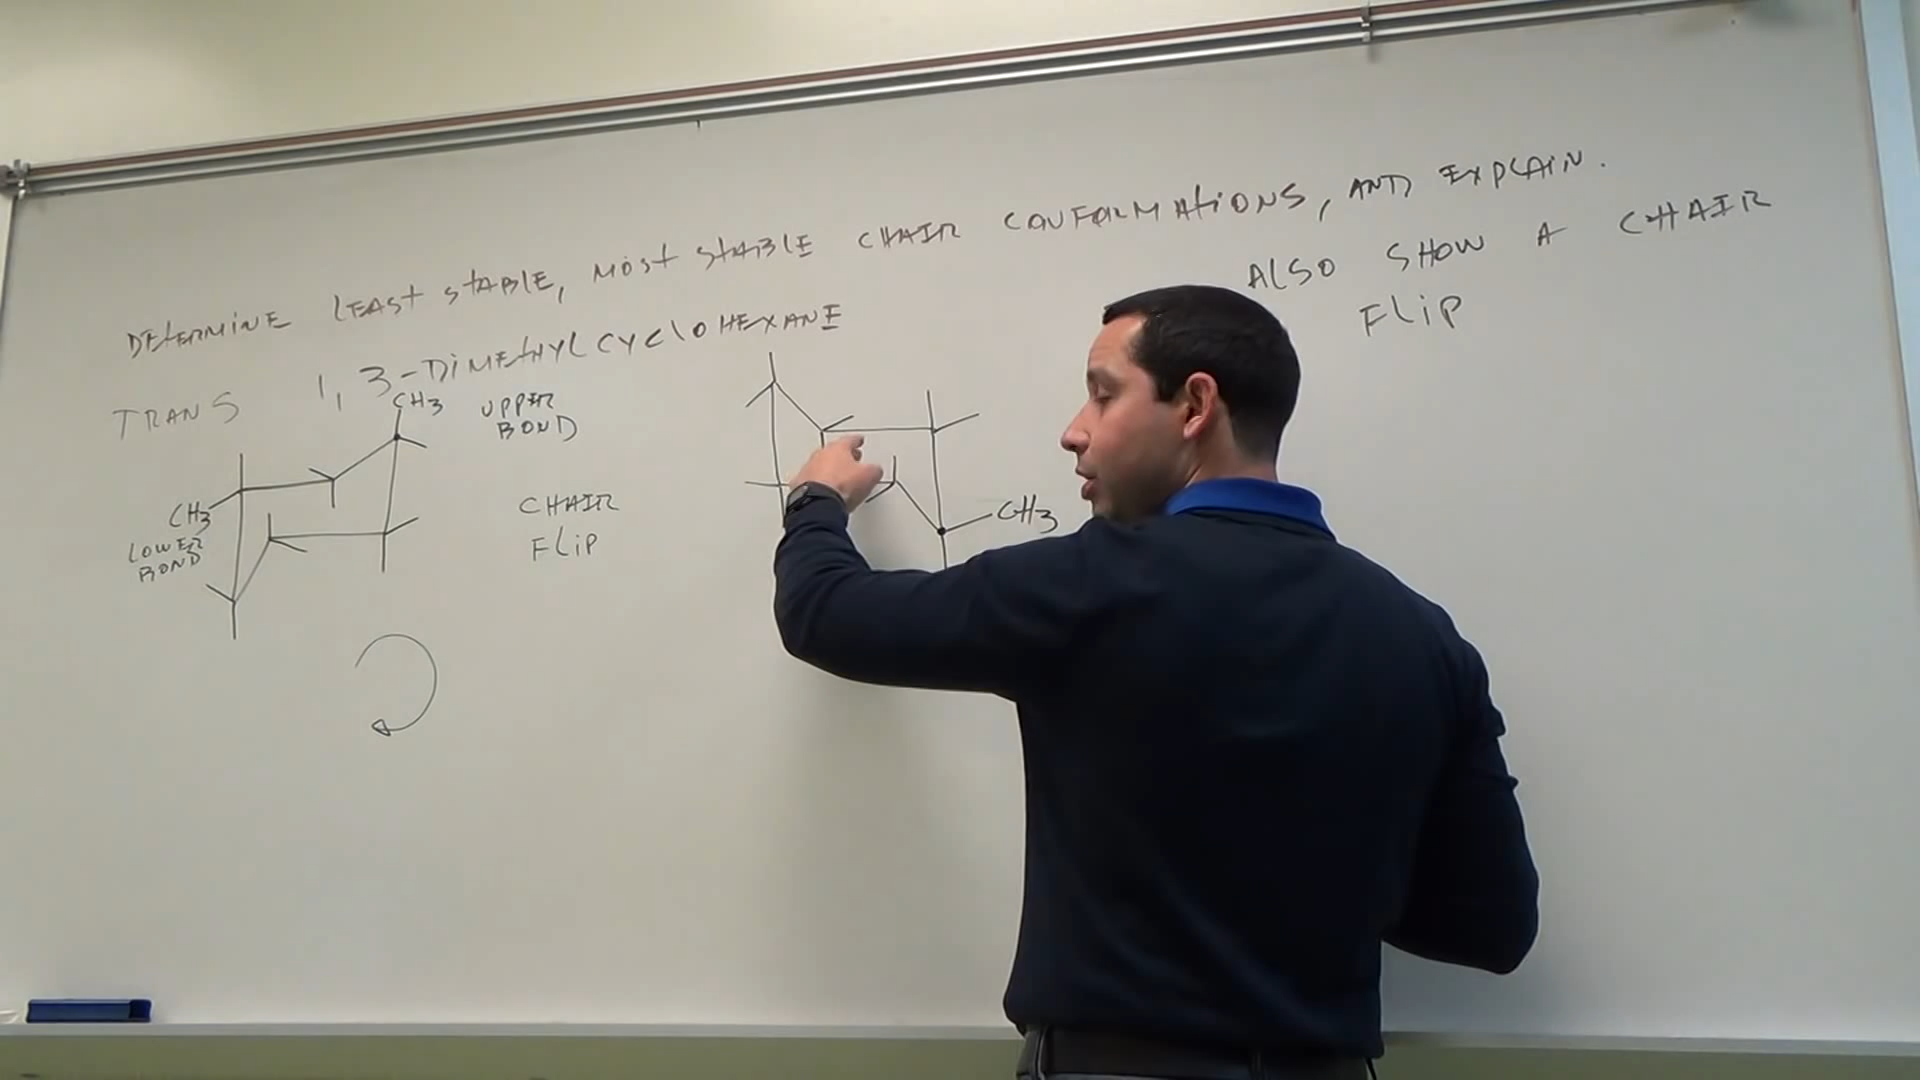 DETERMINE LEAST STABLE, MOST STABLE CHAIR CONFORMATIONS, AND EXPLAIN.
ALSO SHOW A CHAIR
FLIP
TRANS 1,3-DIMETHYLCYCLOHEXANE
CH3
UPPER
BOND
CH3
LOWER
BOND
CHAIR
FLIP
CH3